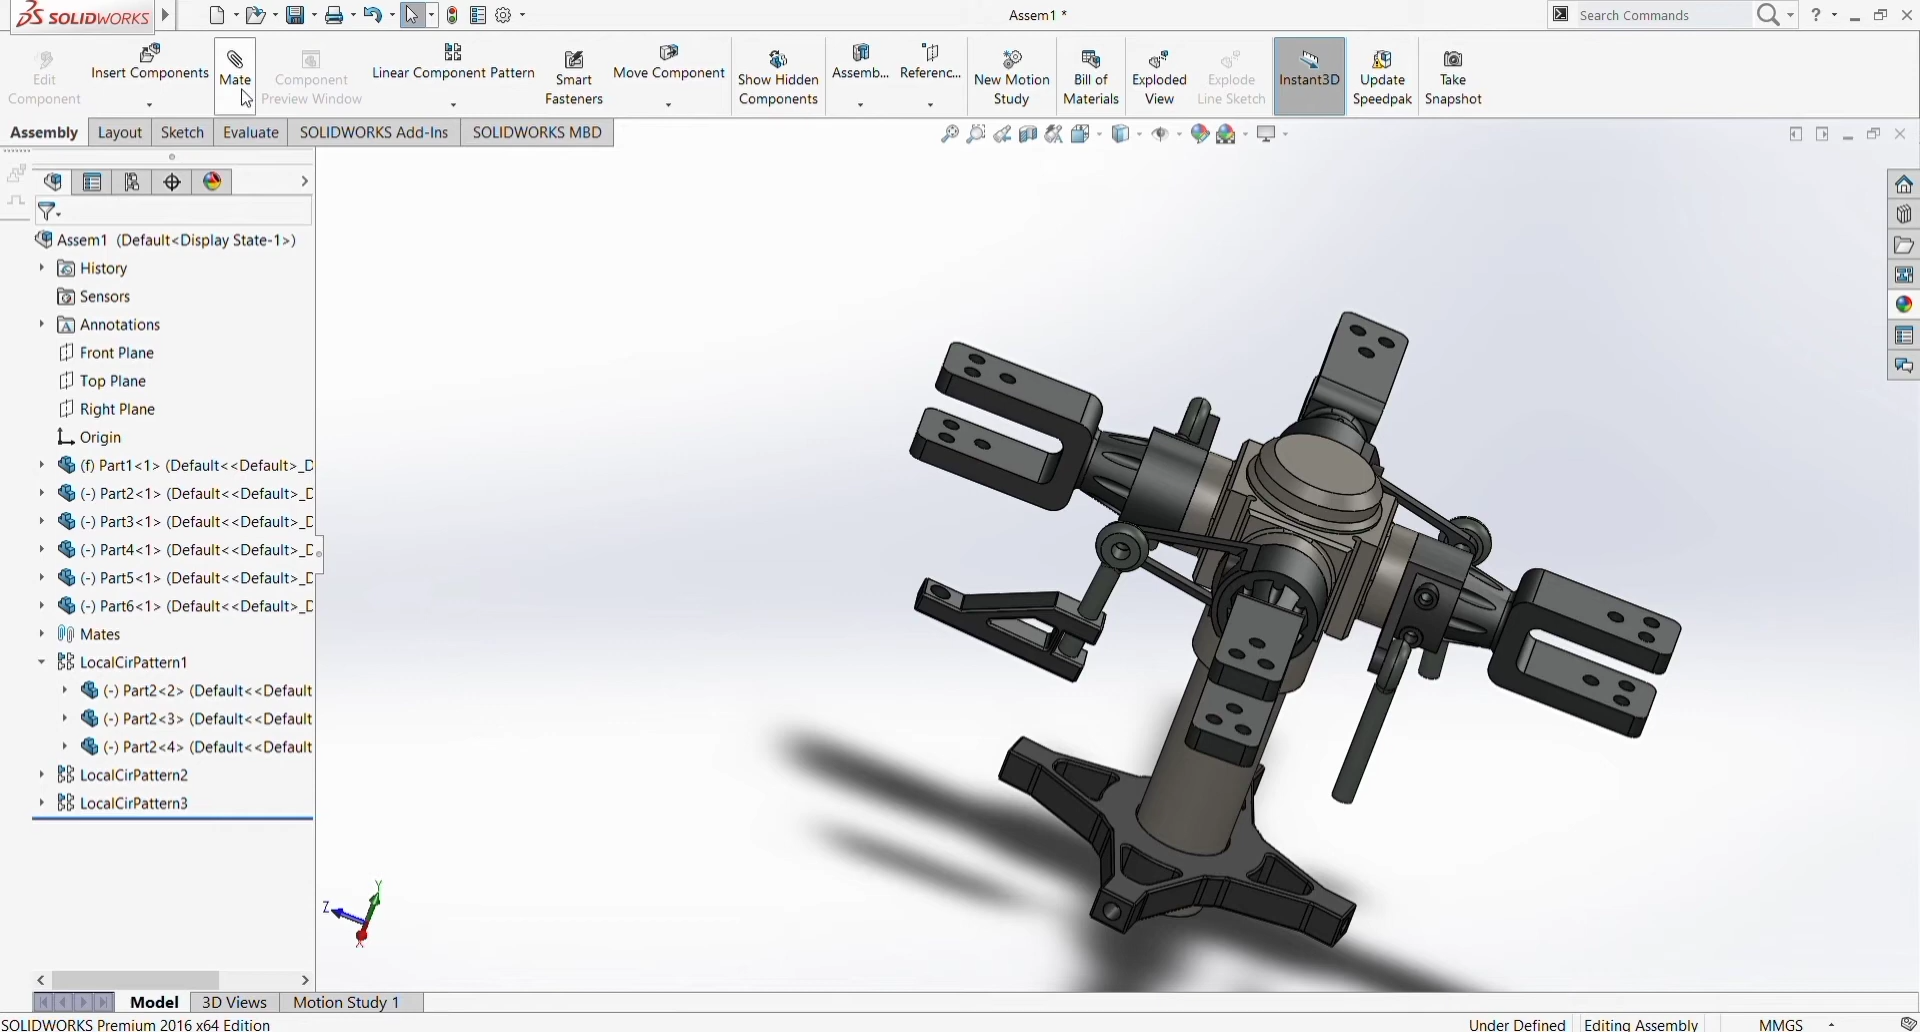 SOLIDWORKS
Assem1 *
Search Commands
?
Edit Component
Insert Components
Mate
Component Preview Window
Linear Component Pattern
Smart Fasteners
Move Component
Show Hidden Components
Assemb...
Referenc...
New Motion Study
Bill of Materials
Exploded View
Explode Line Sketch
Instant3D
Update Speedpak
Take Snapshot
Assembly
Layout
Sketch
Evaluate
SOLIDWORKS Add-Ins
SOLIDWORKS MBD
Assem1 (Default<Display State-1>)
History
Sensors
Annotations
Front Plane
Top Plane
Right Plane
Origin
(f) Part1<1> (Default<<Default>_D
(-) Part2<1> (Default<<Default>_D
(-) Part3<1> (Default<<Default>_D
(-) Part4<1> (Default<<Default>_D
(-) Part5<1> (Default<<Default>_D
(-) Part6<1> (Default<<Default>_D
Mates
LocalCirPattern1
(-) Part2<2> (Default<<Default
(-) Part2<3> (Default<<Default
(-) Part2<4> (Default<<Default
LocalCirPattern2
LocalCirPattern3
Y
Z
X
Model
3D Views
Motion Study 1
SOLIDWORKS Premium 2016 x64 Edition
Under Defined
Editing Assembly
MMGS